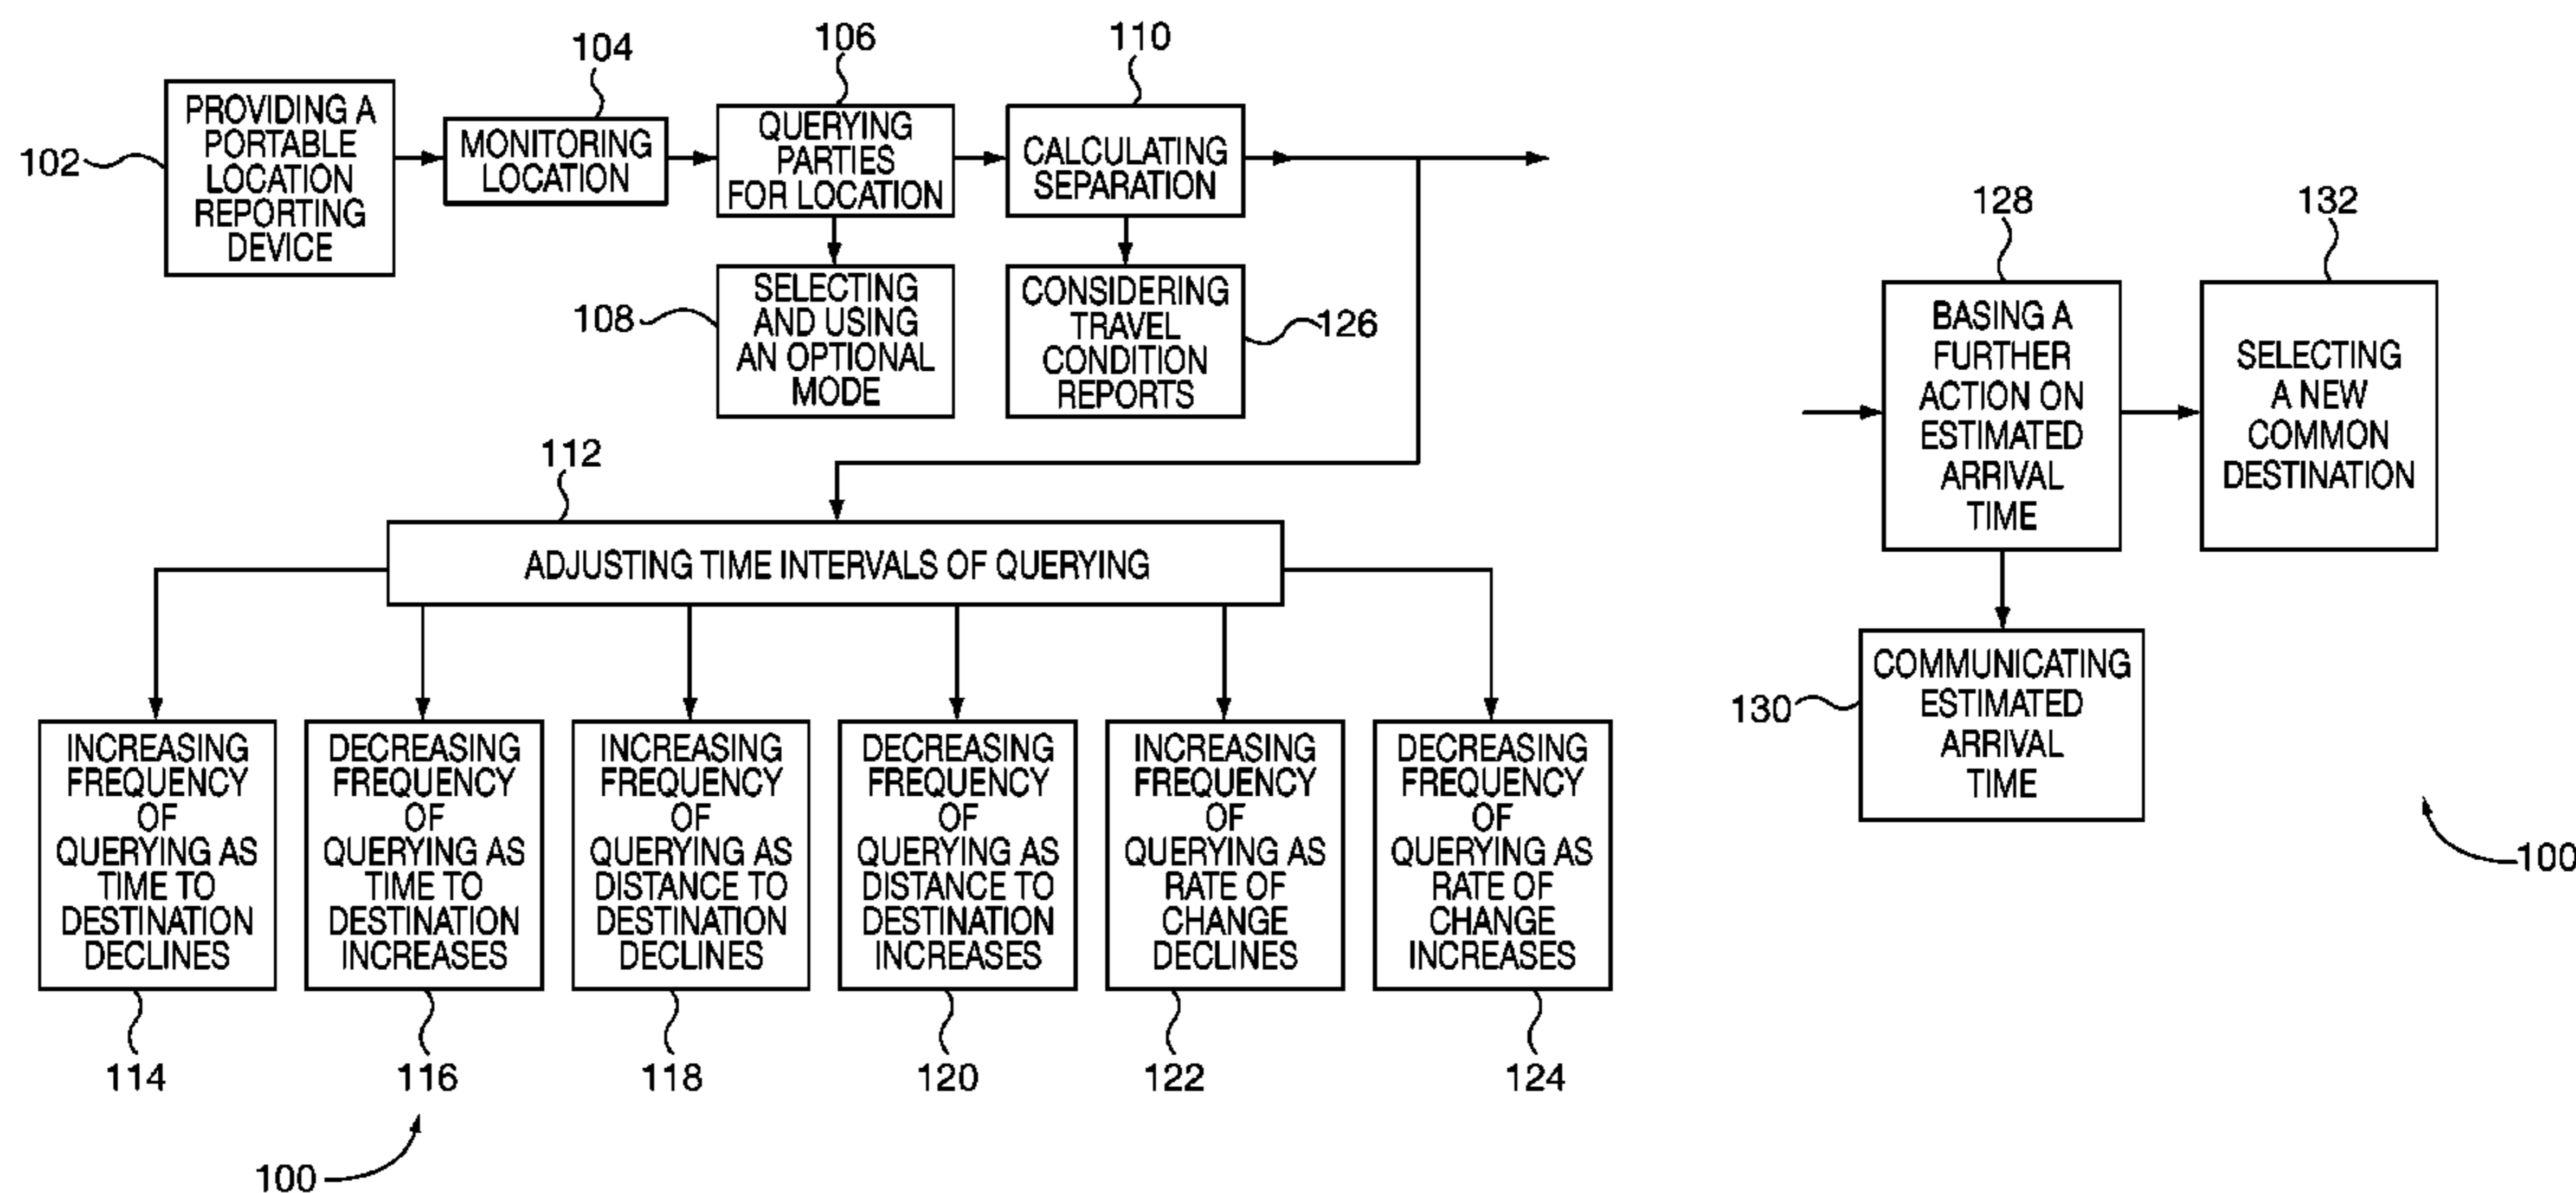 102
PROVIDING A
PORTABLE
LOCATION
REPORTING
DEVICE
104
MONITORING
LOCATION
106
QUERYING
PARTIES
FOR LOCATION
110
CALCULATING
SEPARATION
108
SELECTING
AND USING
AN OPTIONAL
MODE
CONSIDERING
TRAVEL
CONDITION
REPORTS
126
112
ADJUSTING TIME INTERVALS OF QUERYING
INCREASING
FREQUENCY
OF
QUERYING AS
TIME TO
DESTINATION
DECLINES
114
DECREASING
FREQUENCY
OF
QUERYING AS
TIME TO
DESTINATION
INCREASES
116
INCREASING
FREQUENCY
OF
QUERYING AS
DISTANCE TO
DESTINATION
DECLINES
118
DECREASING
FREQUENCY
OF
QUERYING AS
DISTANCE TO
DESTINATION
INCREASES
120
INCREASING
FREQUENCY
OF
QUERYING AS
RATE OF
CHANGE
DECLINES
122
DECREASING
FREQUENCY
OF
QUERYING AS
RATE OF
CHANGE
INCREASES
124
100
128
BASING A
FURTHER
ACTION ON
ESTIMATED
ARRIVAL
TIME
132
SELECTING
A NEW
COMMON
DESTINATION
130
COMMUNICATING
ESTIMATED
ARRIVAL
TIME
100